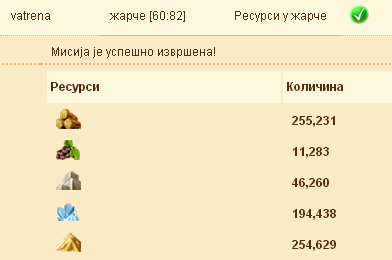 vatrena жарче [60:82] Ресурси у жарче
Мисија је успешно извршена!
Ресурси Количина
255,231
11,283
46,260
194,438
254,629